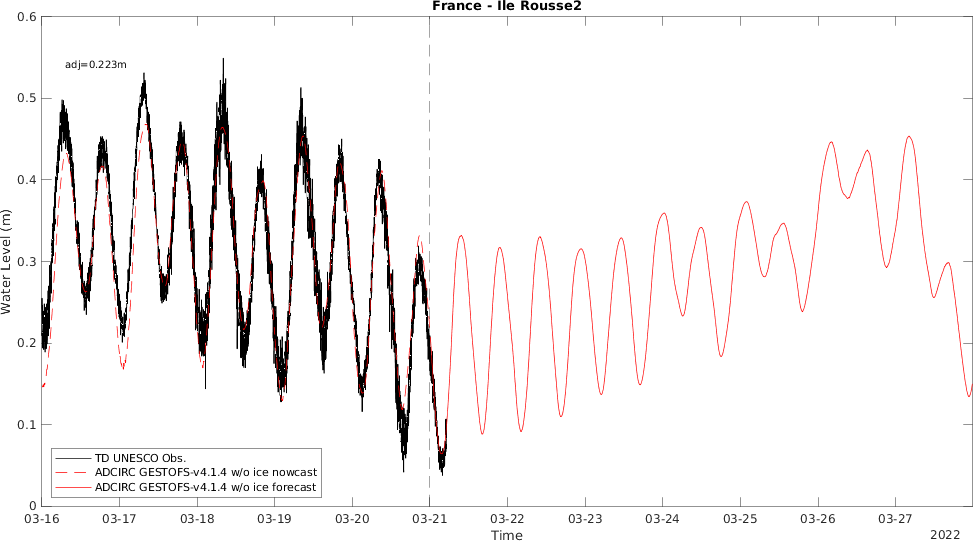 France - Ile Rousse2
adj=0.223m
Water Level (m)
0.6
0.5
0.4
0.3
0.2
0.1
0
TD UNESCO Obs.
ADCIRC GESTOFS-v4.1.4 w/o ice nowcast
ADCIRC GESTOFS-v4.1.4 w/o ice forecast
03-16 03-17 03-18 03-19 03-20 03-21 03-22 03-23 03-24 03-25 03-26 03-27
Time
2022